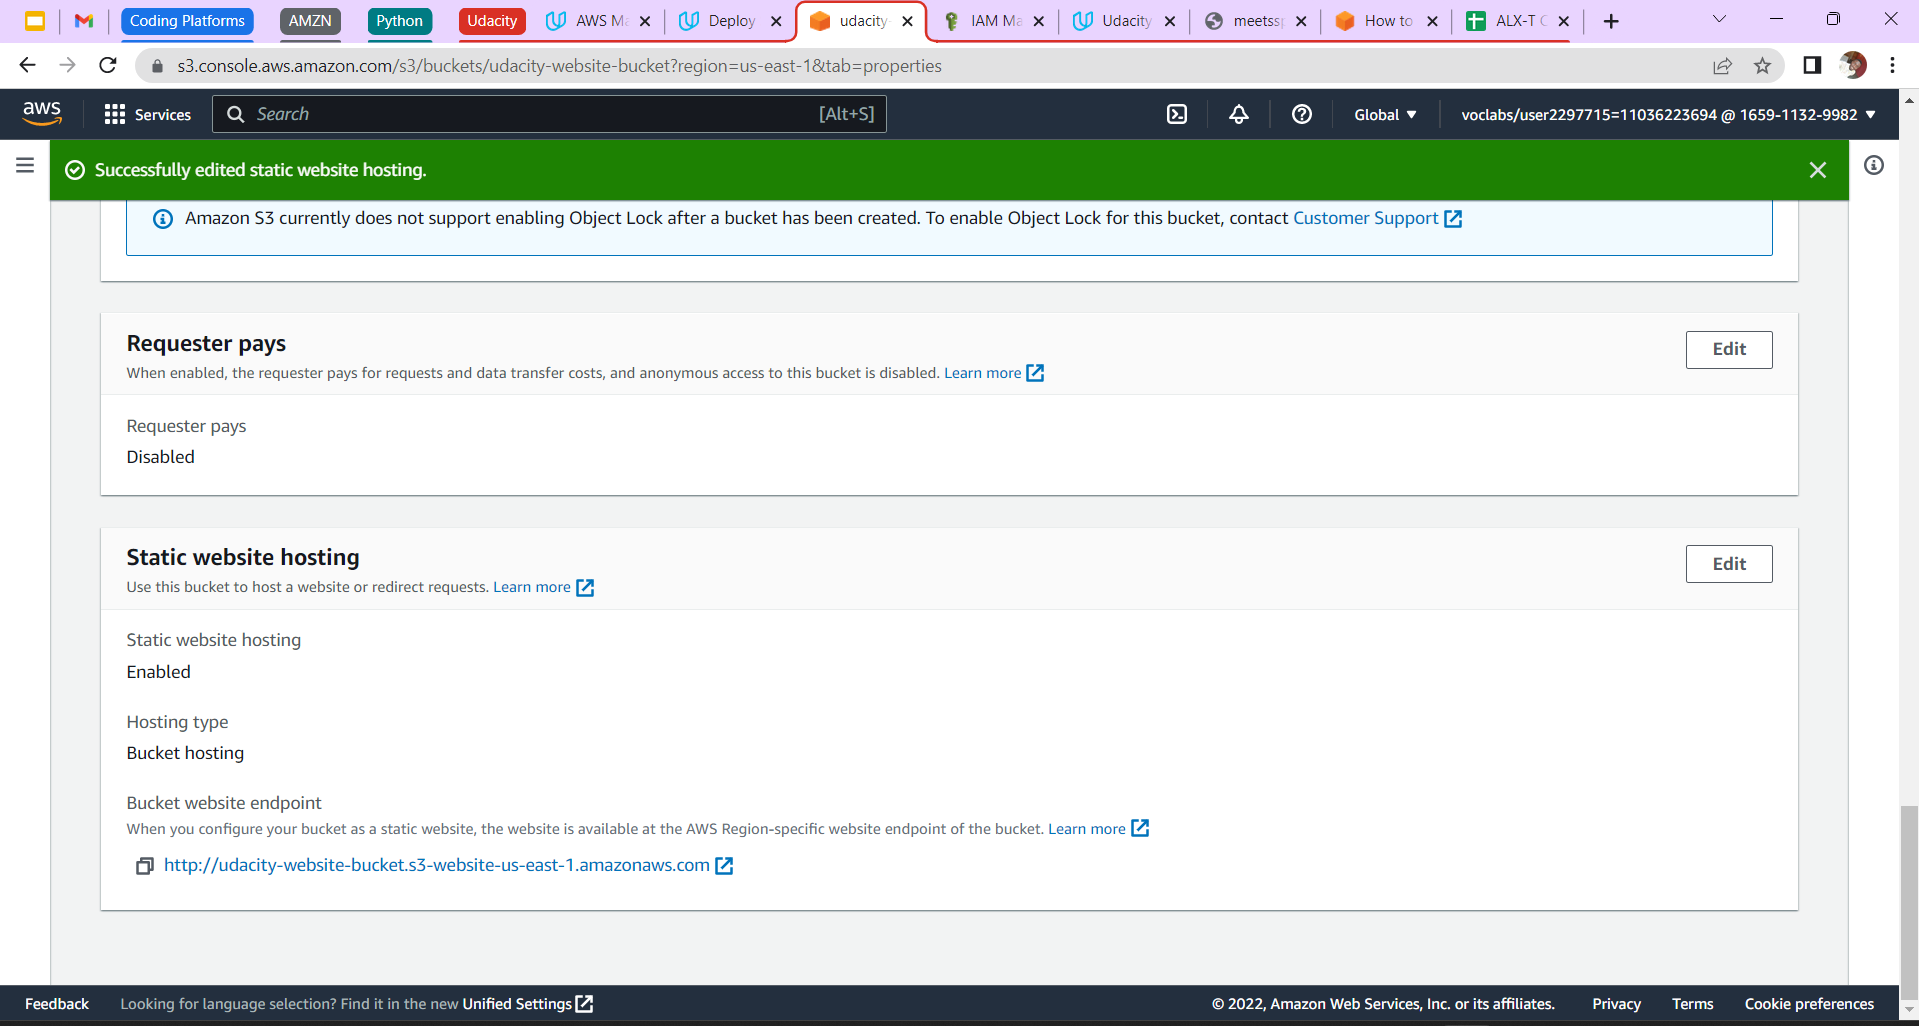 Coding Platforms AMZN Python Udacity AWS M Deploy udacity- IAM Ma Udacity meetssp How to ALX-T C
s3.console.aws.amazon.com/s3/buckets/udacity-website-bucket?region=us-east-1&tab=properties
aws Services Search [Alt+S] Global voclabs/user2297715=11036223694 @ 1659-1132-9982
Successfully edited static website hosting.
Amazon S3 currently does not support enabling Object Lock after a bucket has been created. To enable Object Lock for this bucket, contact Customer Support
Requester pays
Edit
When enabled, the requester pays for requests and data transfer costs, and anonymous access to this bucket is disabled. Learn more
Requester pays
Disabled
Static website hosting
Edit
Use this bucket to host a website or redirect requests. Learn more
Static website hosting
Enabled
Hosting type
Bucket hosting
Bucket website endpoint
When you configure your bucket as a static website, the website is available at the AWS Region-specific website endpoint of the bucket. Learn more
http://udacity-website-bucket.s3-website-us-east-1.amazonaws.com
Feedback Looking for language selection? Find it in the new Unified Settings © 2022, Amazon Web Services, Inc. or its affiliates. Privacy Terms Cookie preferences